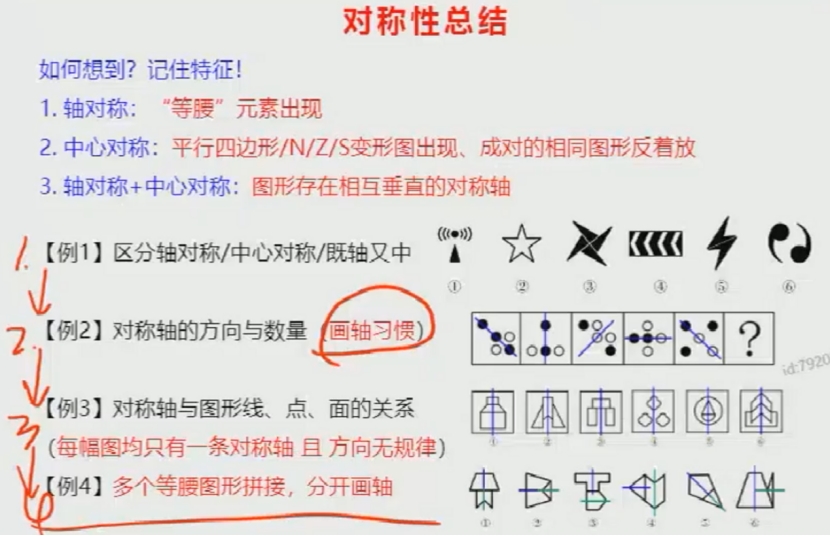 对称性总结
如何想到?记住特征!
1. 轴对称:“等腰”元素出现
2. 中心对称:平行四边形/N/Z/S变形图出现、成对的相同图形反着放
3. 轴对称+中心对称:图形存在相互垂直的对称轴
1. 【例1】区分轴对称/中心对称/既轴又中
① ② ③ ④ ⑤ ⑥
2. 【例2】对称轴的方向与数量(画轴习惯)
?
id:7920
3 【例3】对称轴与图形线、点、面的关系
(每幅图均只有一条对称轴 且 方向无规律)
① ② ③ ④ ⑤ ⑥
4 【例4】多个等腰图形拼接,分开画轴
① ② ③ ④ ⑤ ⑥